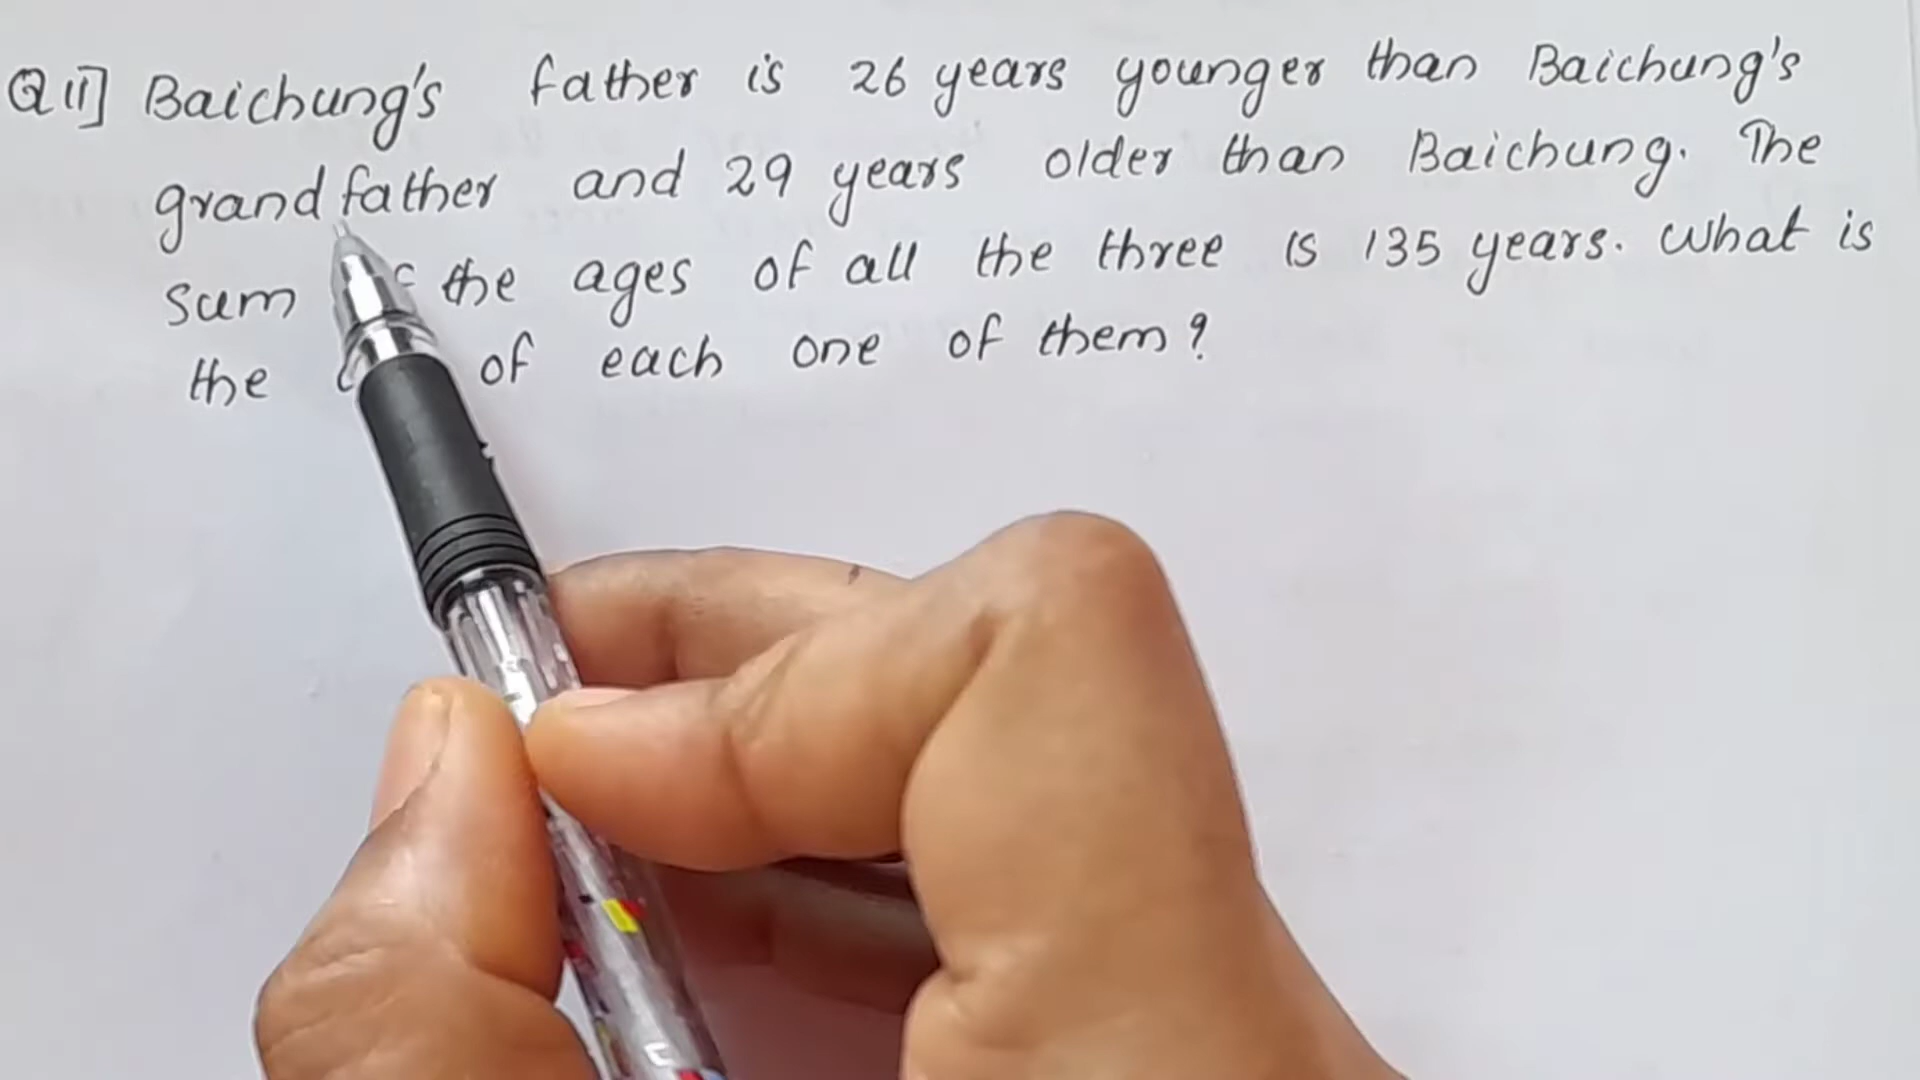 Q 11] Baichung's father is 26 years younger than Baichung's
grandfather and 29 years older than Baichung. The
Sum the ages of all the three is 135 years. What is
the of each one of them?